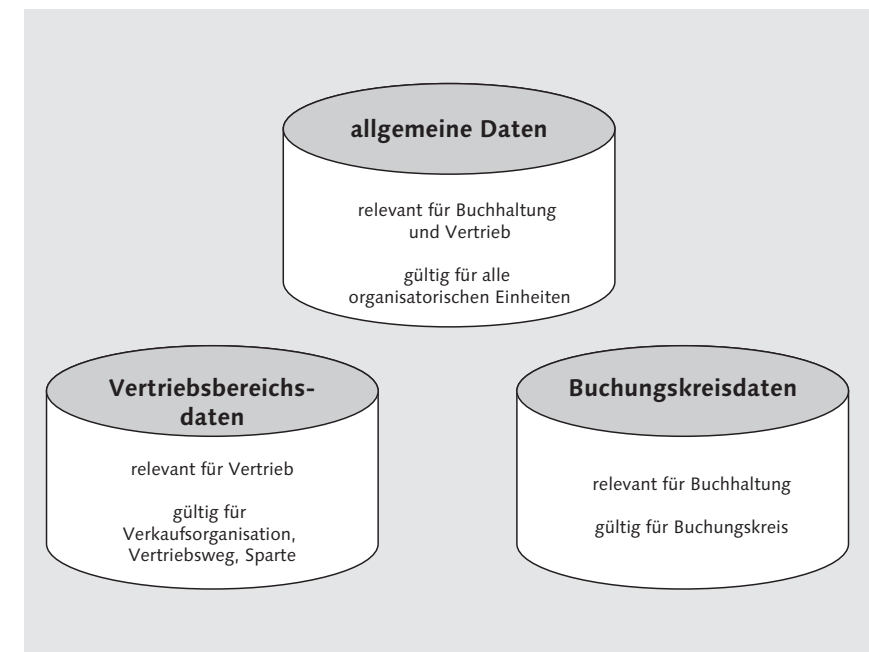 allgemeine Daten
relevant für Buchhaltung
und Vertrieb
gültig für alle
organisatorischen Einheiten
Vertriebsbereichs-
daten
relevant für Vertrieb
gültig für
Verkaufsorganisation,
Vertriebsweg, Sparte
Buchungskreisdaten
relevant für Buchhaltung
gültig für Buchungskreis